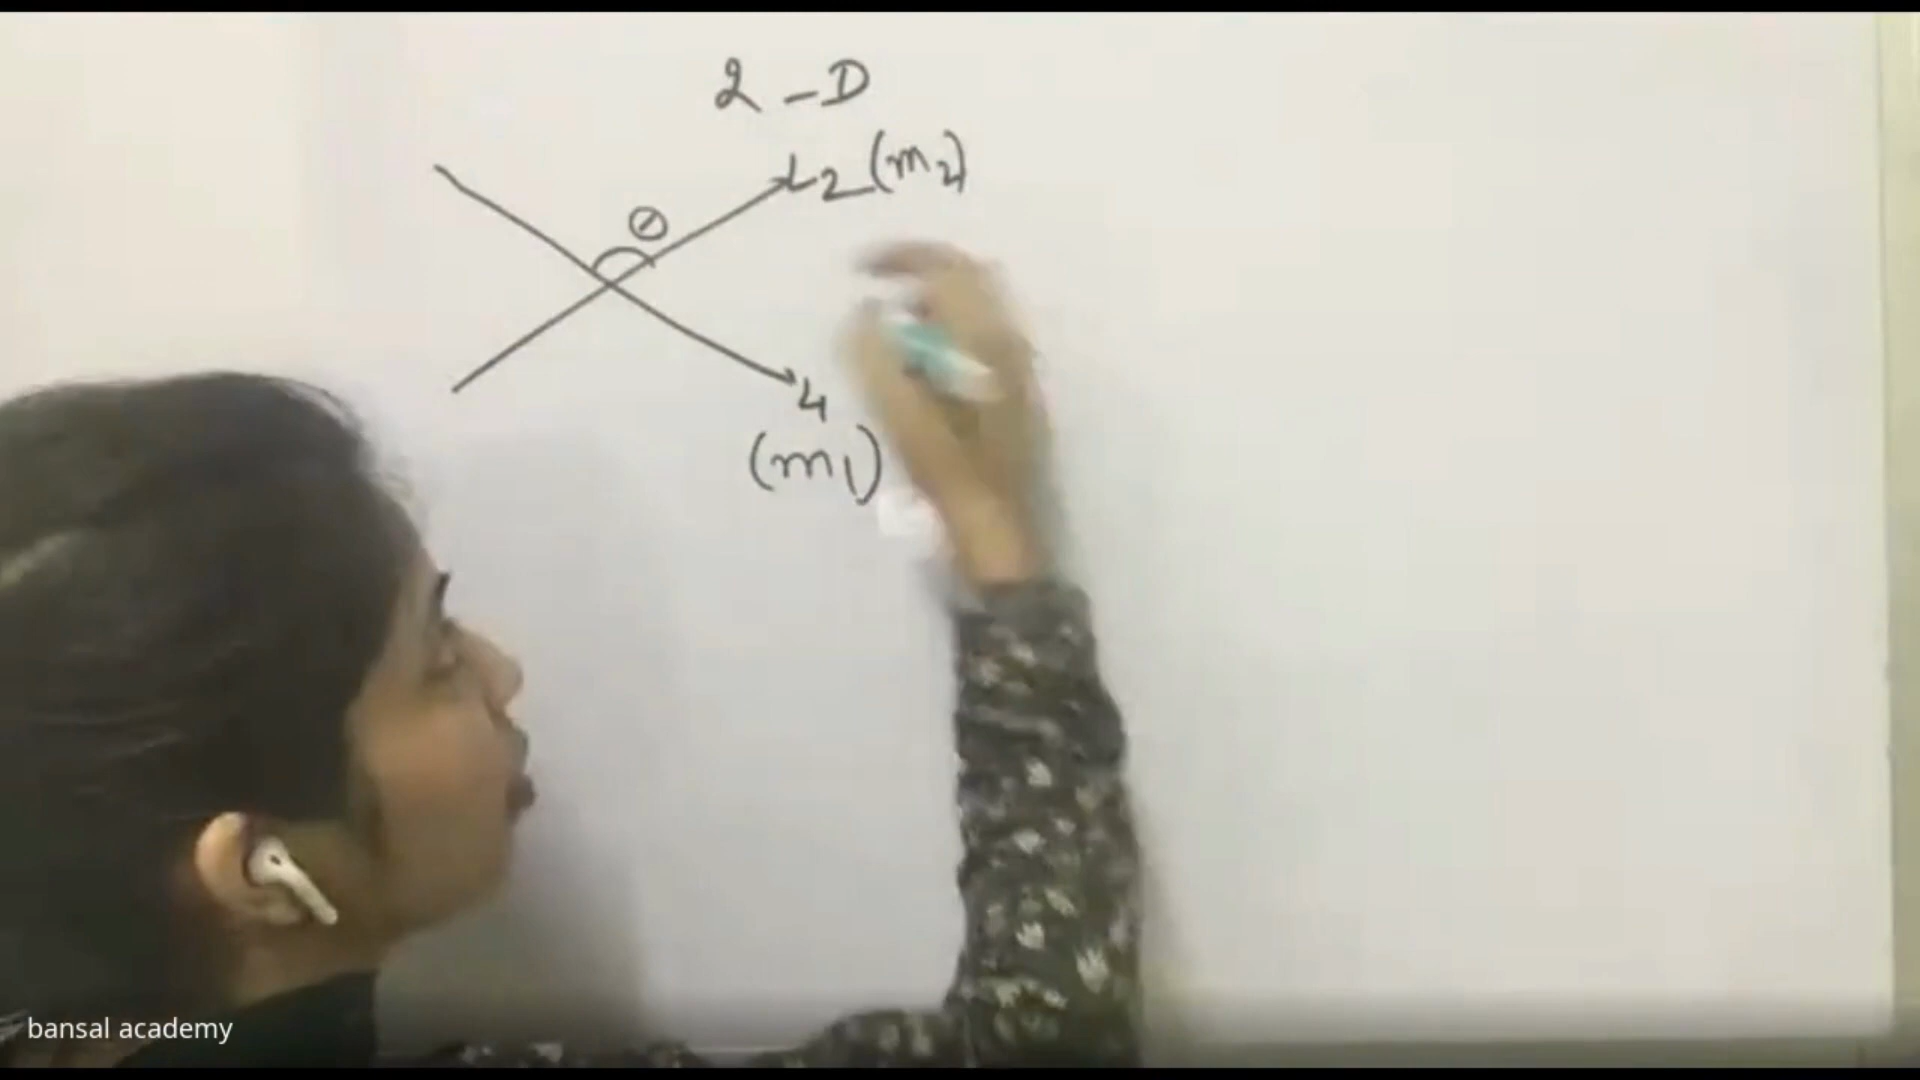 2-D
L2 (m2)
θ
L1
(m1)
bansal academy